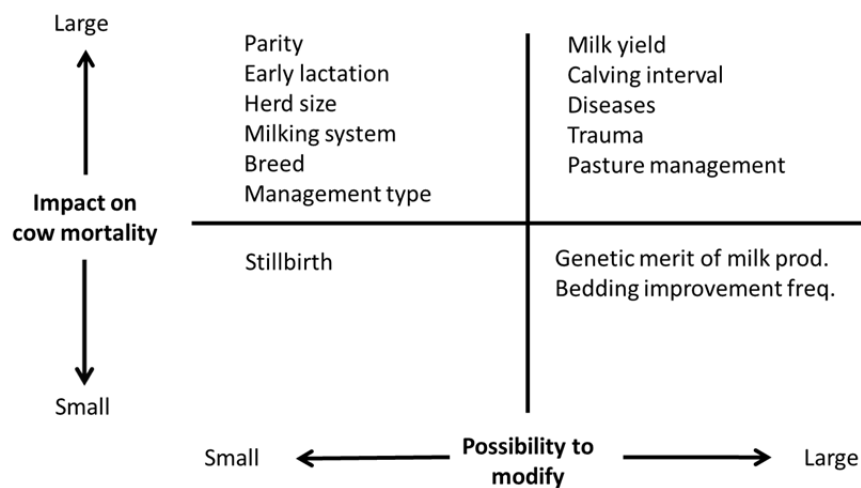 Large
Parity
Early lactation
Herd size
Milking system
Breed
Management type
Milk yield
Calving interval
Diseases
Trauma
Pasture management
Impact on
cow mortality
Stillbirth
Genetic merit of milk prod.
Bedding improvement freq.
Small
Small
Possibility to
modify
Large